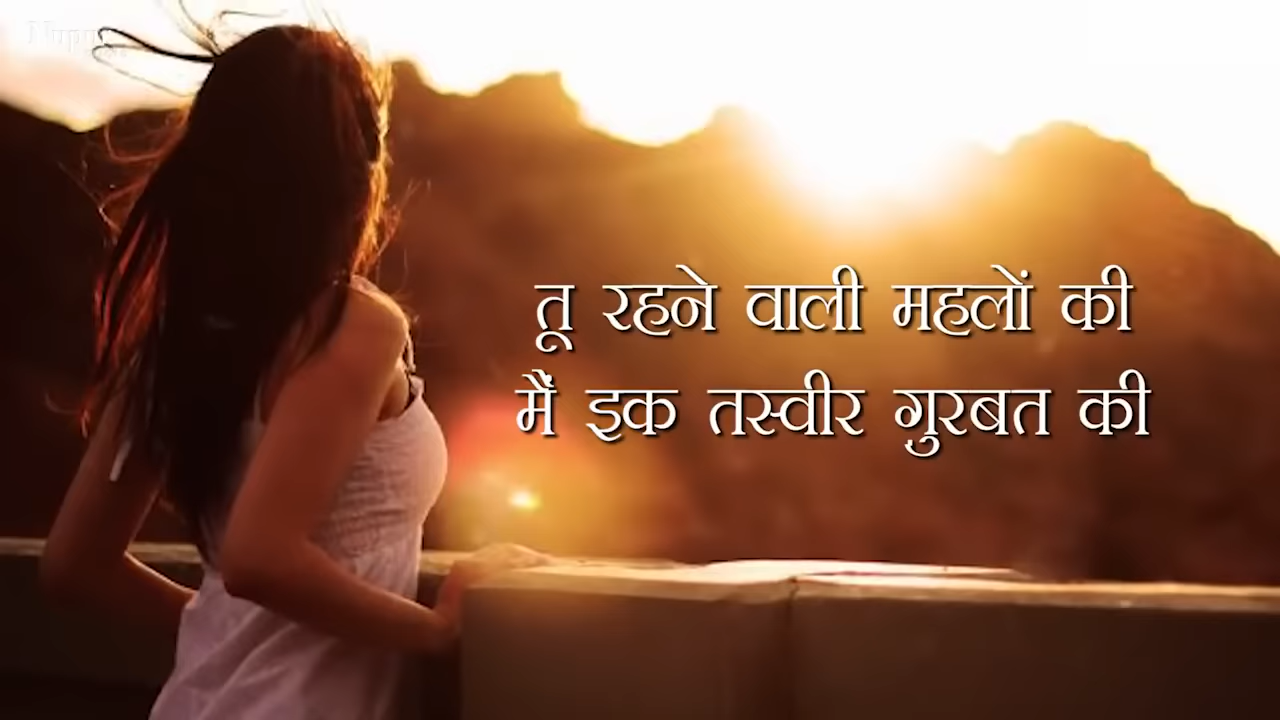 तू रहने वाली महलों की
मैं इक तस्वीर गुरबत की